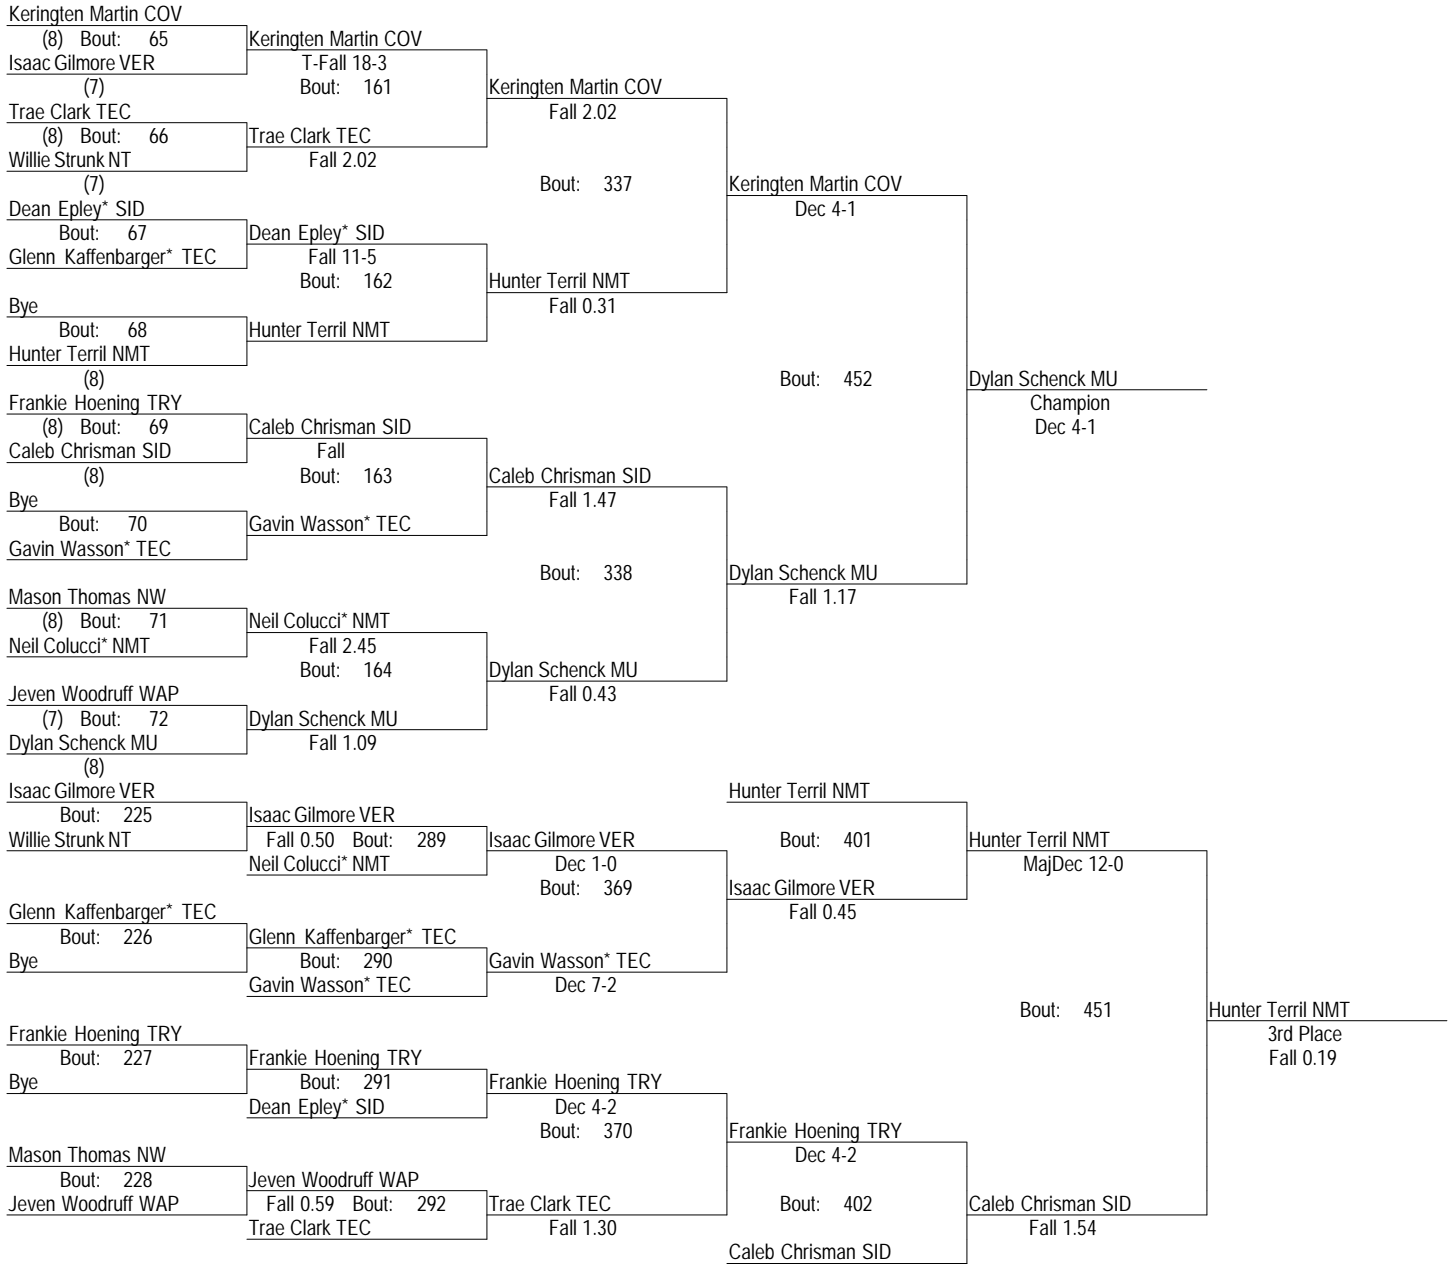 Keringten Martin COV
(8) Bout: 65
Keringten Martin COV
Isaac Gilmore VER
T-Fall 18-3
(7)
Bout: 161
Keringten Martin COV
Trae Clark TEC
Fall 2.02
(8) Bout: 66
Trae Clark TEC
Willie Strunk NT
Fall 2.02
(7)
Bout: 337
Keringten Martin COV
Dean Epley* SID
Dec 4-1
Bout: 67
Dean Epley* SID
Glenn Kaffenbarger* TEC
Fall 11-5
Bout: 162
Hunter Terril NMT
Bye
Fall 0.31
Bout: 68
Hunter Terril NMT
Hunter Terril NMT
(8)
Bout: 452
Dylan Schenck MU
Frankie Hoening TRY
Champion
(8) Bout: 69
Caleb Chrisman SID
Dec 4-1
Caleb Chrisman SID
Fall
(8)
Bout: 163
Caleb Chrisman SID
Bye
Fall 1.47
Bout: 70
Gavin Wasson* TEC
Gavin Wasson* TEC
Bout: 338
Dylan Schenck MU
Mason Thomas NW
Fall 1.17
(8) Bout: 71
Neil Colucci* NMT
Neil Colucci* NMT
Fall 2.45
Bout: 164
Dylan Schenck MU
Jeven Woodruff WAP
Fall 0.43
(7) Bout: 72
Dylan Schenck MU
Dylan Schenck MU
Fall 1.09
(8)
Isaac Gilmore VER
Hunter Terril NMT
Bout: 225
Isaac Gilmore VER
Willie Strunk NT
Fall 0.50 Bout: 289
Isaac Gilmore VER
Bout: 401
Hunter Terril NMT
Neil Colucci* NMT
Dec 1-0
MajDec 12-0
Bout: 369
Isaac Gilmore VER
Glenn Kaffenbarger* TEC
Fall 0.45
Bout: 226
Glenn Kaffenbarger* TEC
Bye
Bout: 290
Gavin Wasson* TEC
Gavin Wasson* TEC
Dec 7-2
Bout: 451
Hunter Terril NMT
Frankie Hoening TRY
3rd Place
Bout: 227
Frankie Hoening TRY
Fall 0.19
Bye
Bout: 291
Frankie Hoening TRY
Dean Epley* SID
Dec 4-2
Bout: 370
Frankie Hoening TRY
Mason Thomas NW
Dec 4-2
Bout: 228
Jeven Woodruff WAP
Jeven Woodruff WAP
Fall 0.59 Bout: 292
Trae Clark TEC
Bout: 402
Caleb Chrisman SID
Trae Clark TEC
Fall 1.30
Fall 1.54
Caleb Chrisman SID